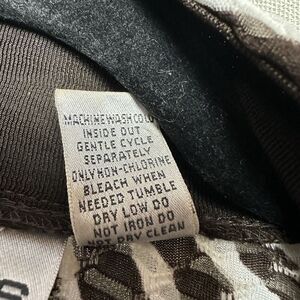 MACHINE WASH COLD
INSIDE OUT
GENTLE CYCLE
SEPARATELY
ONLY NON-CHLORINE
BLEACH WHEN
NEEDED TUMBLE
DRY LOW DO
NOT IRON DO
NOT DRY CLEAN